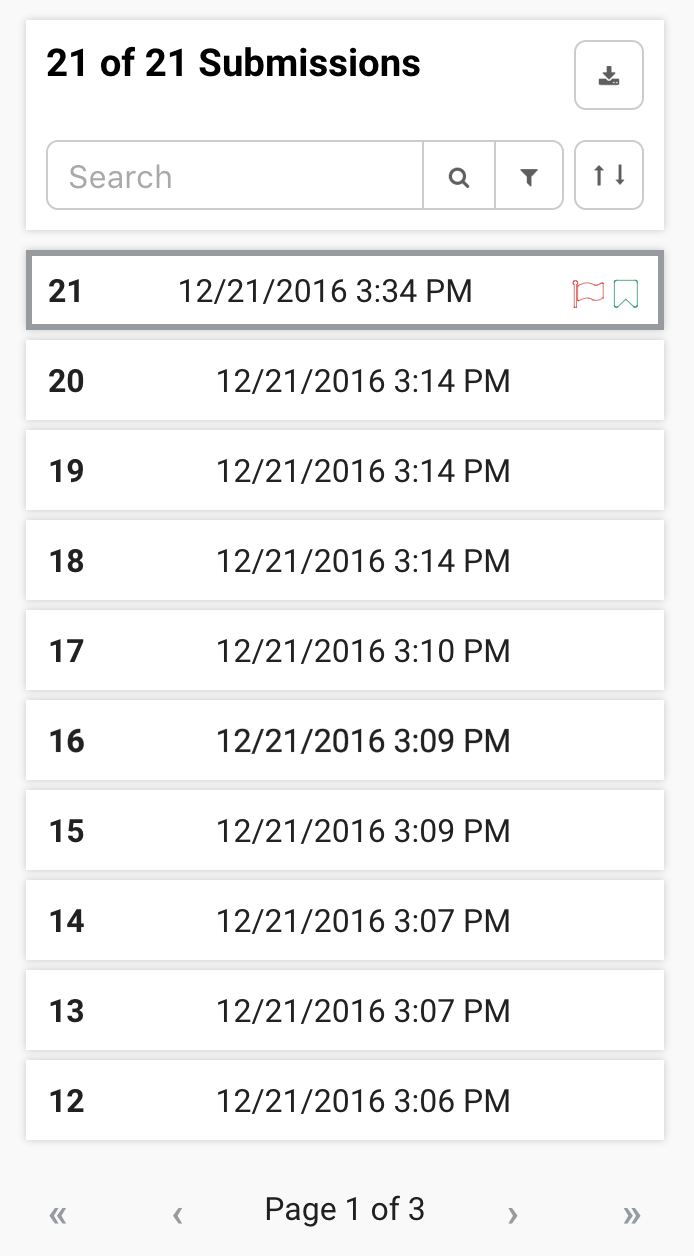 21 of 21 Submissions
Search
21 12/21/2016 3:34 PM
20 12/21/2016 3:14 PM
19 12/21/2016 3:14 PM
18 12/21/2016 3:14 PM
17 12/21/2016 3:10 PM
16 12/21/2016 3:09 PM
15 12/21/2016 3:09 PM
14 12/21/2016 3:07 PM
13 12/21/2016 3:07 PM
12 12/21/2016 3:06 PM
« ‹ Page 1 of 3 › »